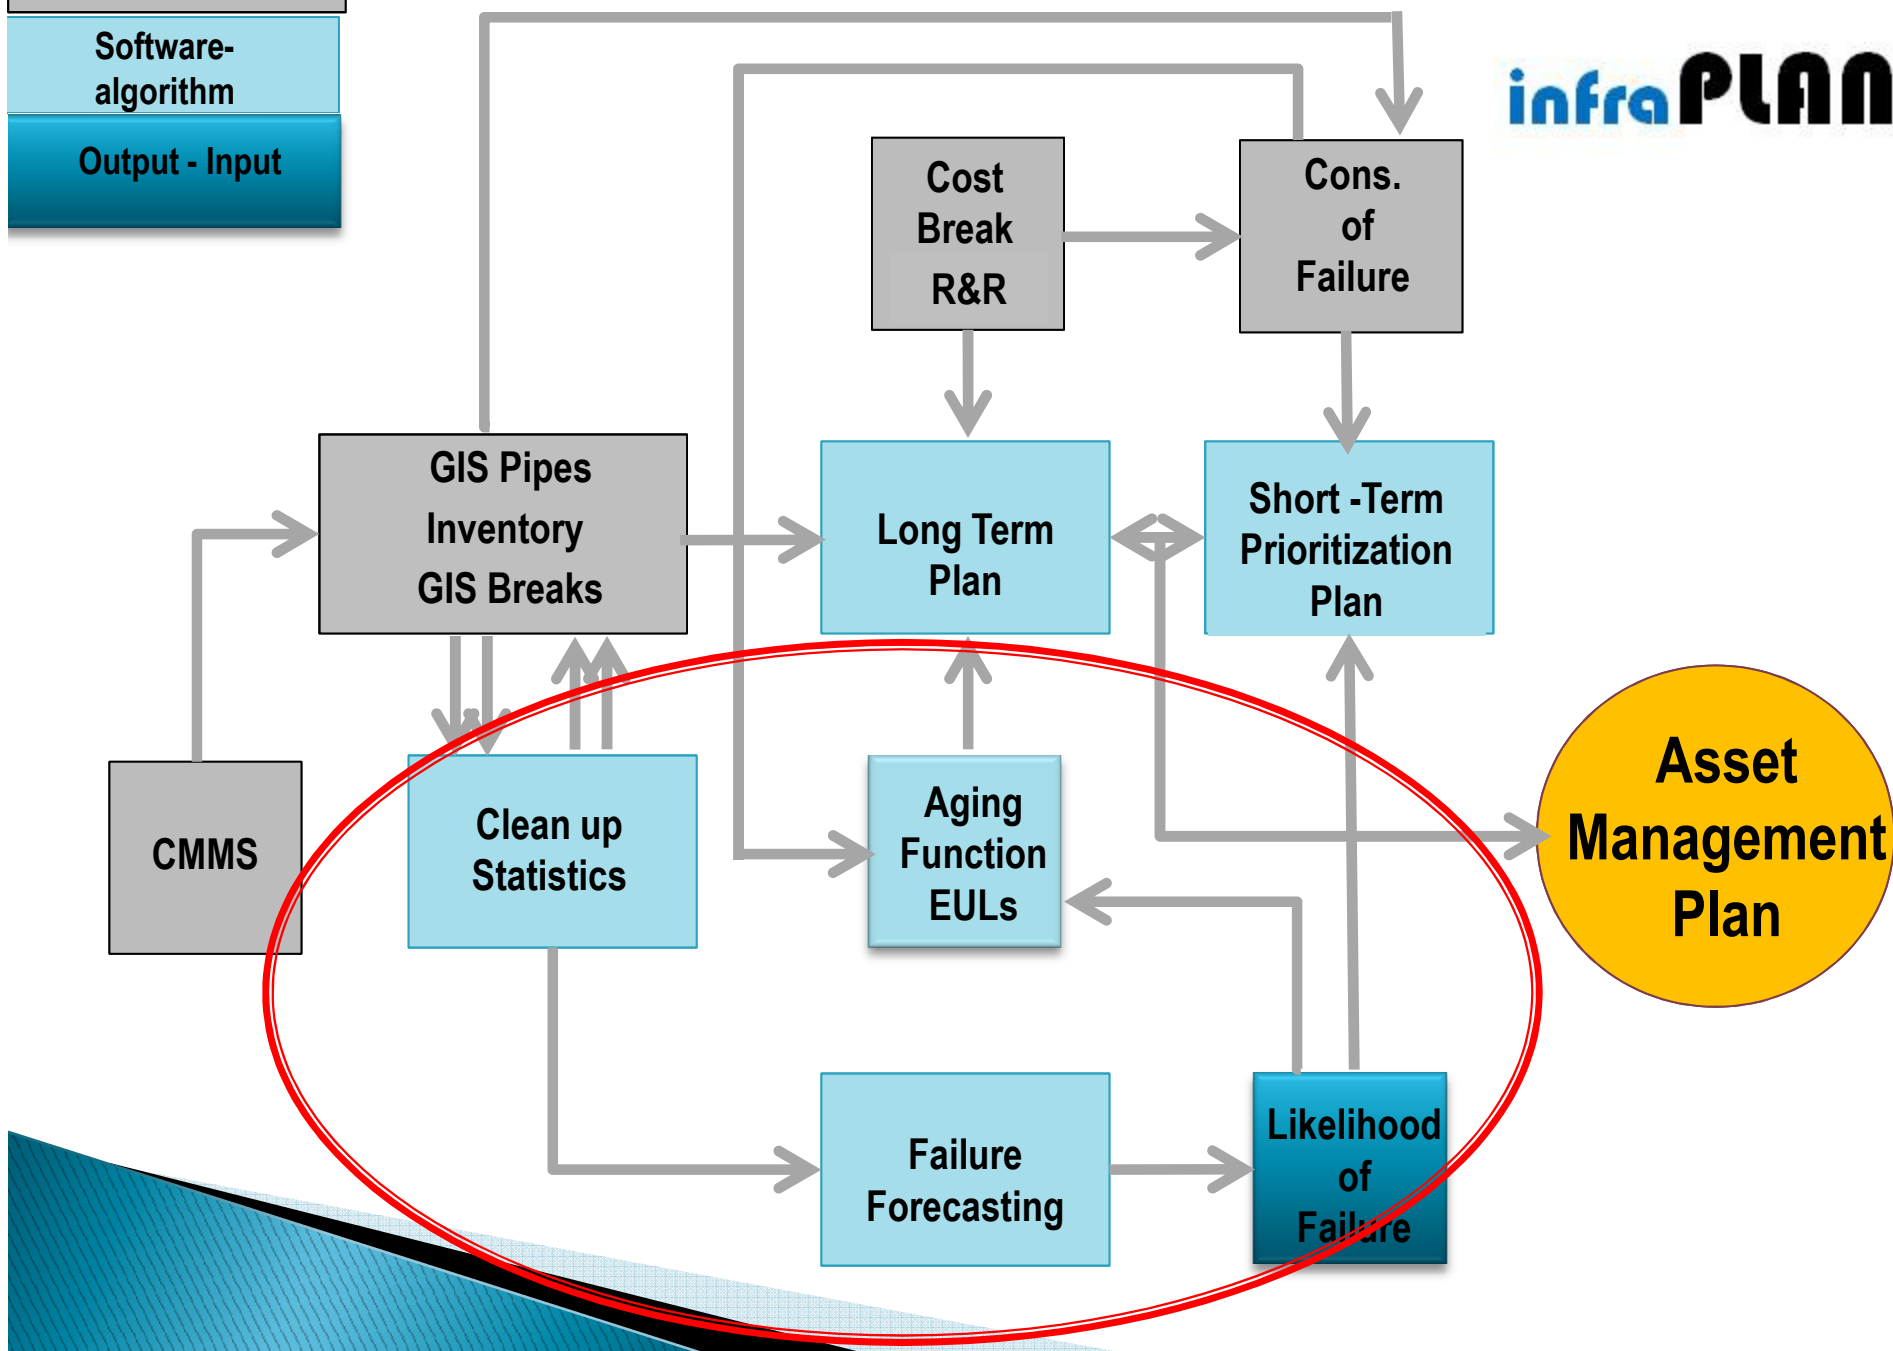 Software-
algorithm
Output - Input
infraPLAN
Cost
Break
R&R
Cons.
of
Failure
GIS Pipes
Inventory
GIS Breaks
Long Term
Plan
Short -Term
Prioritization
Plan
CMMS
Clean up
Statistics
Aging
Function
EULs
Asset
Management
Plan
Failure
Forecasting
Likelihood
of
Failure